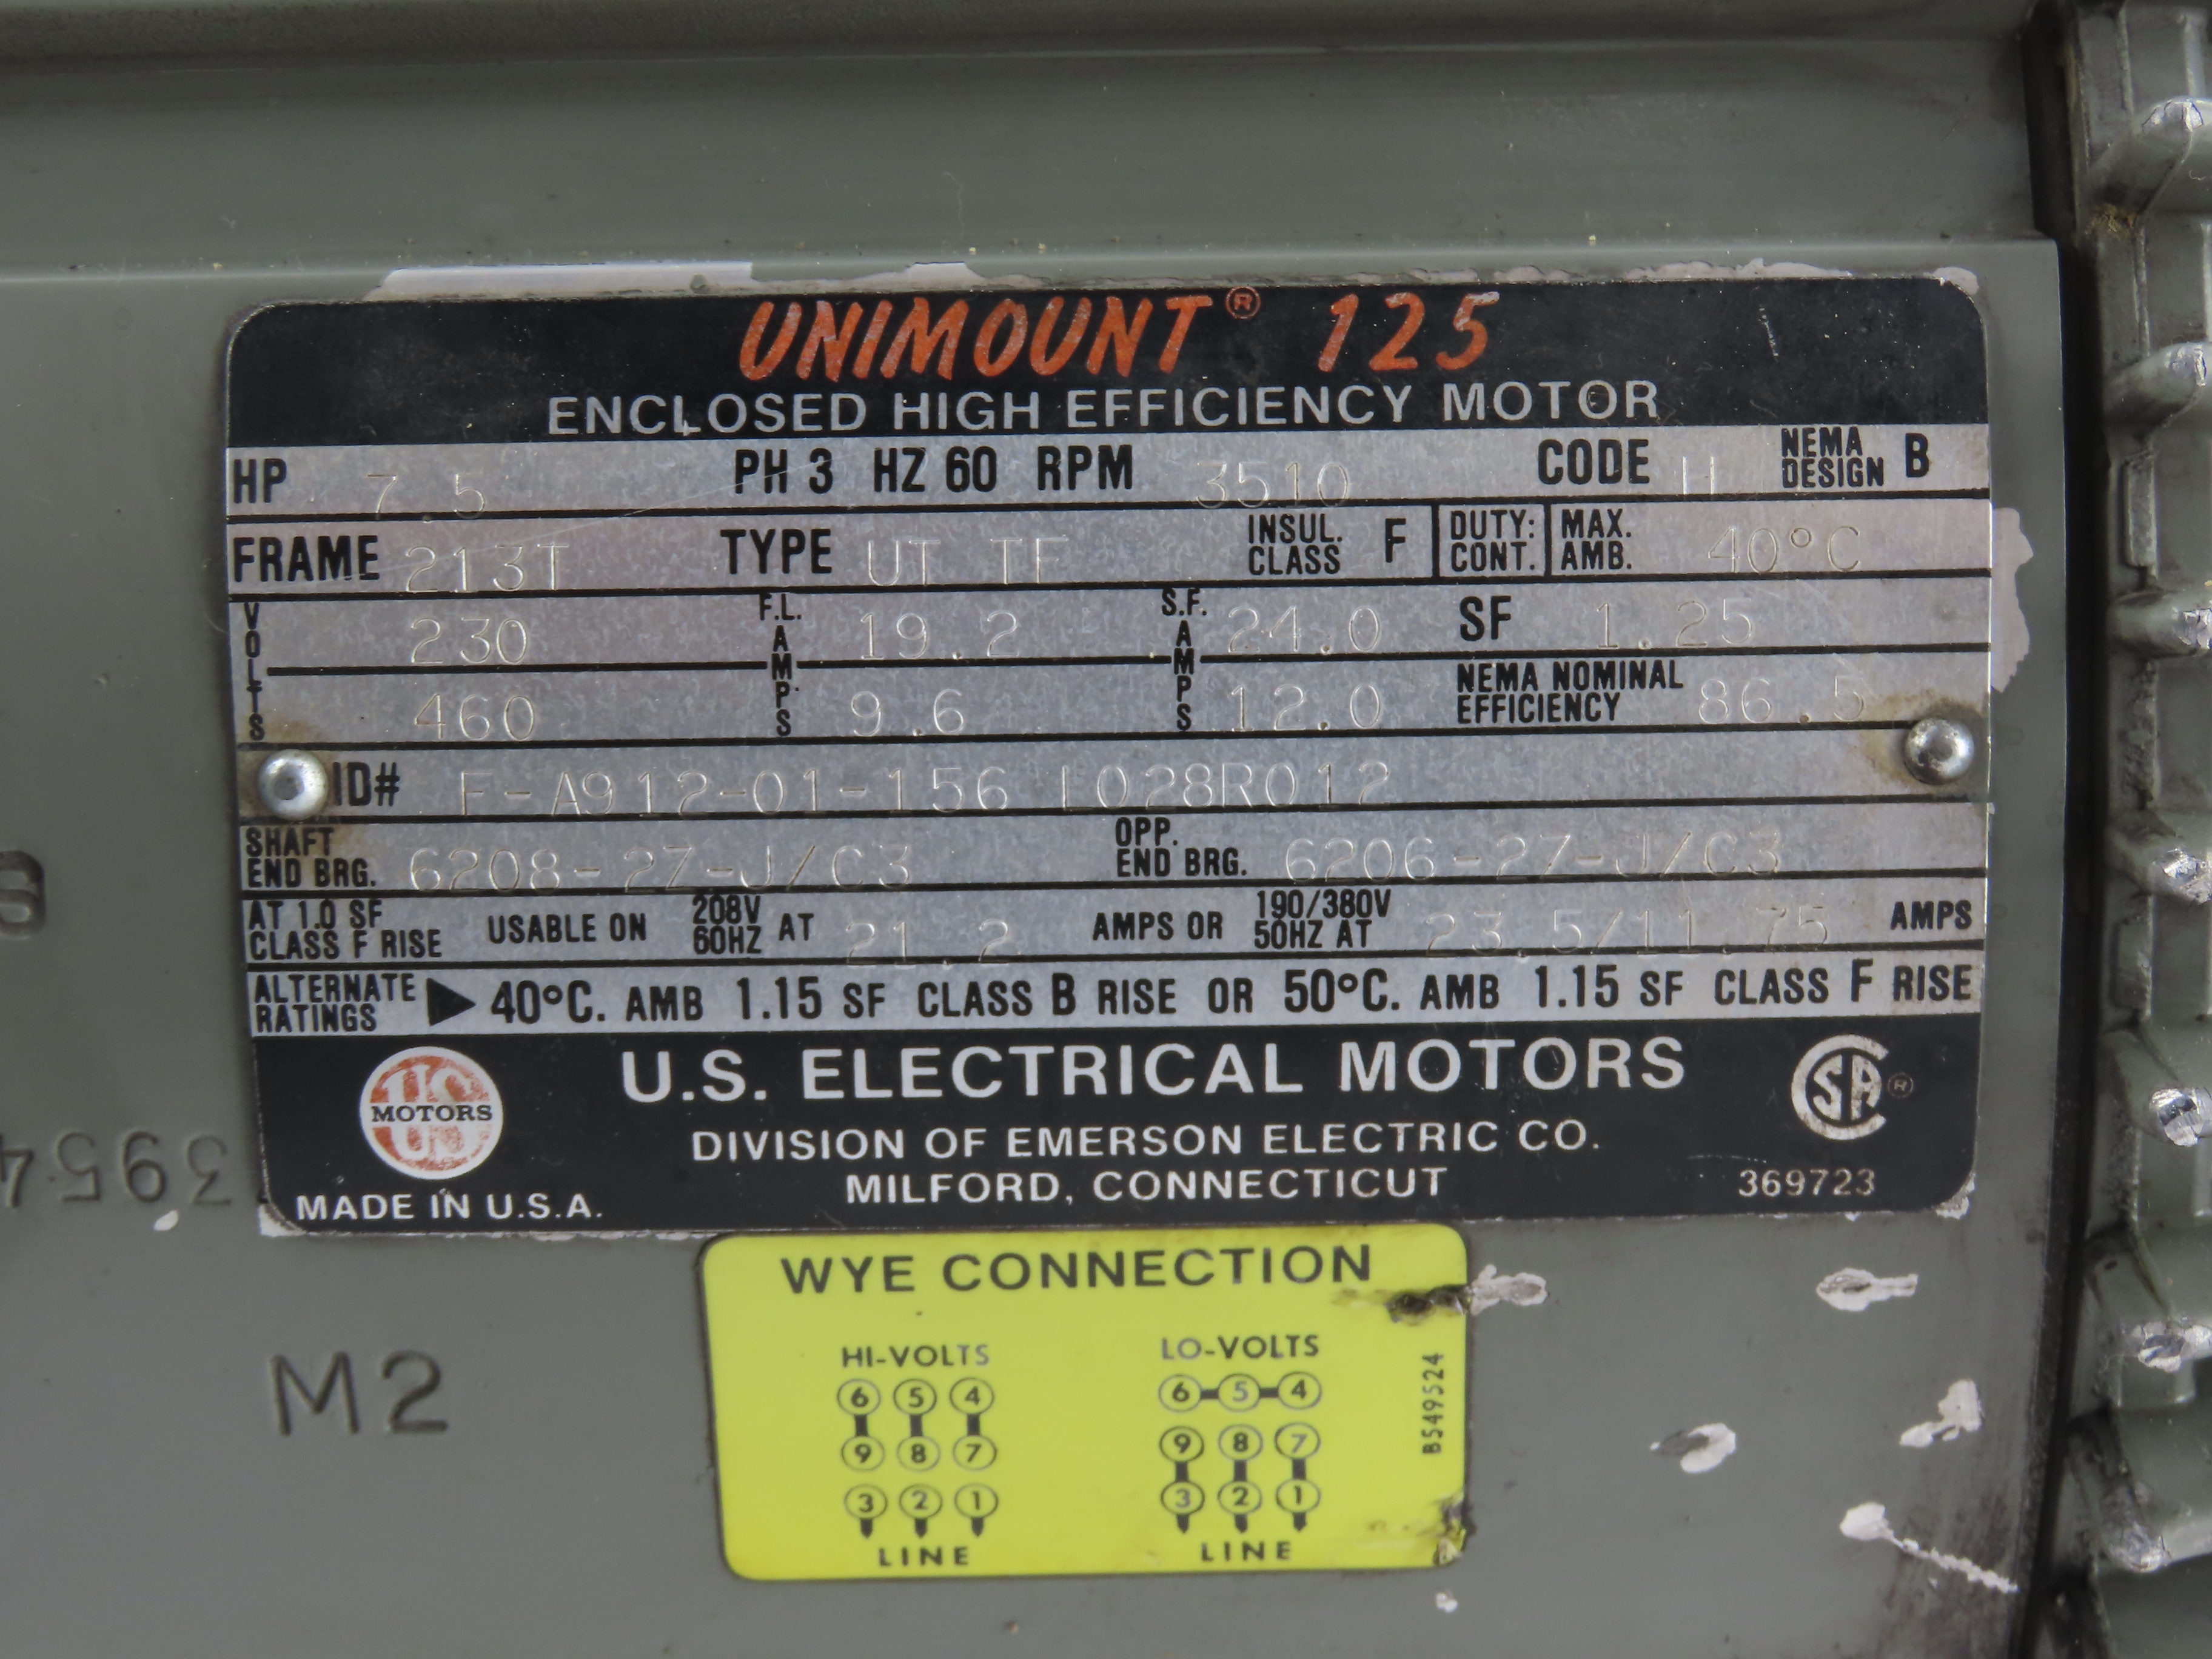 UNIMOUNT® 125
ENCLOSED HIGH EFFICIENCY MOTOR
HP 7.5 PH 3 HZ 60 RPM 3510 CODE H NEMA DESIGN B
FRAME 213T TYPE UT TF INSUL. CLASS F DUTY: CONT. MAX. AMB. 40°C
VOLTS 230 F.L. AMPS 19.2 S.F. AMPS 24.0 SF 1.25
460 9.6 12.0 NEMA NOMINAL EFFICIENCY 86.5
ID# F-A912-01-156 1028R012
SHAFT END BRG. 6208-2Z-J/C3 OPP. END BRG. 6206-2Z-J/C3
AT 1.0 SF CLASS F RISE USABLE ON 208V 60HZ AT 21.2 AMPS OR 190/380V 50HZ AT 23.5/11.75 AMPS
ALTERNATE RATINGS 40°C. AMB 1.15 SF CLASS B RISE OR 50°C. AMB 1.15 SF CLASS F RISE
US MOTORS
U.S. ELECTRICAL MOTORS
SA®
DIVISION OF EMERSON ELECTRIC CO.
MILFORD, CONNECTICUT
369723
MADE IN U.S.A.
3954
WYE CONNECTION
HI-VOLTS LO-VOLTS
6 5 4 6 5 4
9 8 7 9 8 7
3 2 1 3 2 1
LINE LINE
BS49524
M2